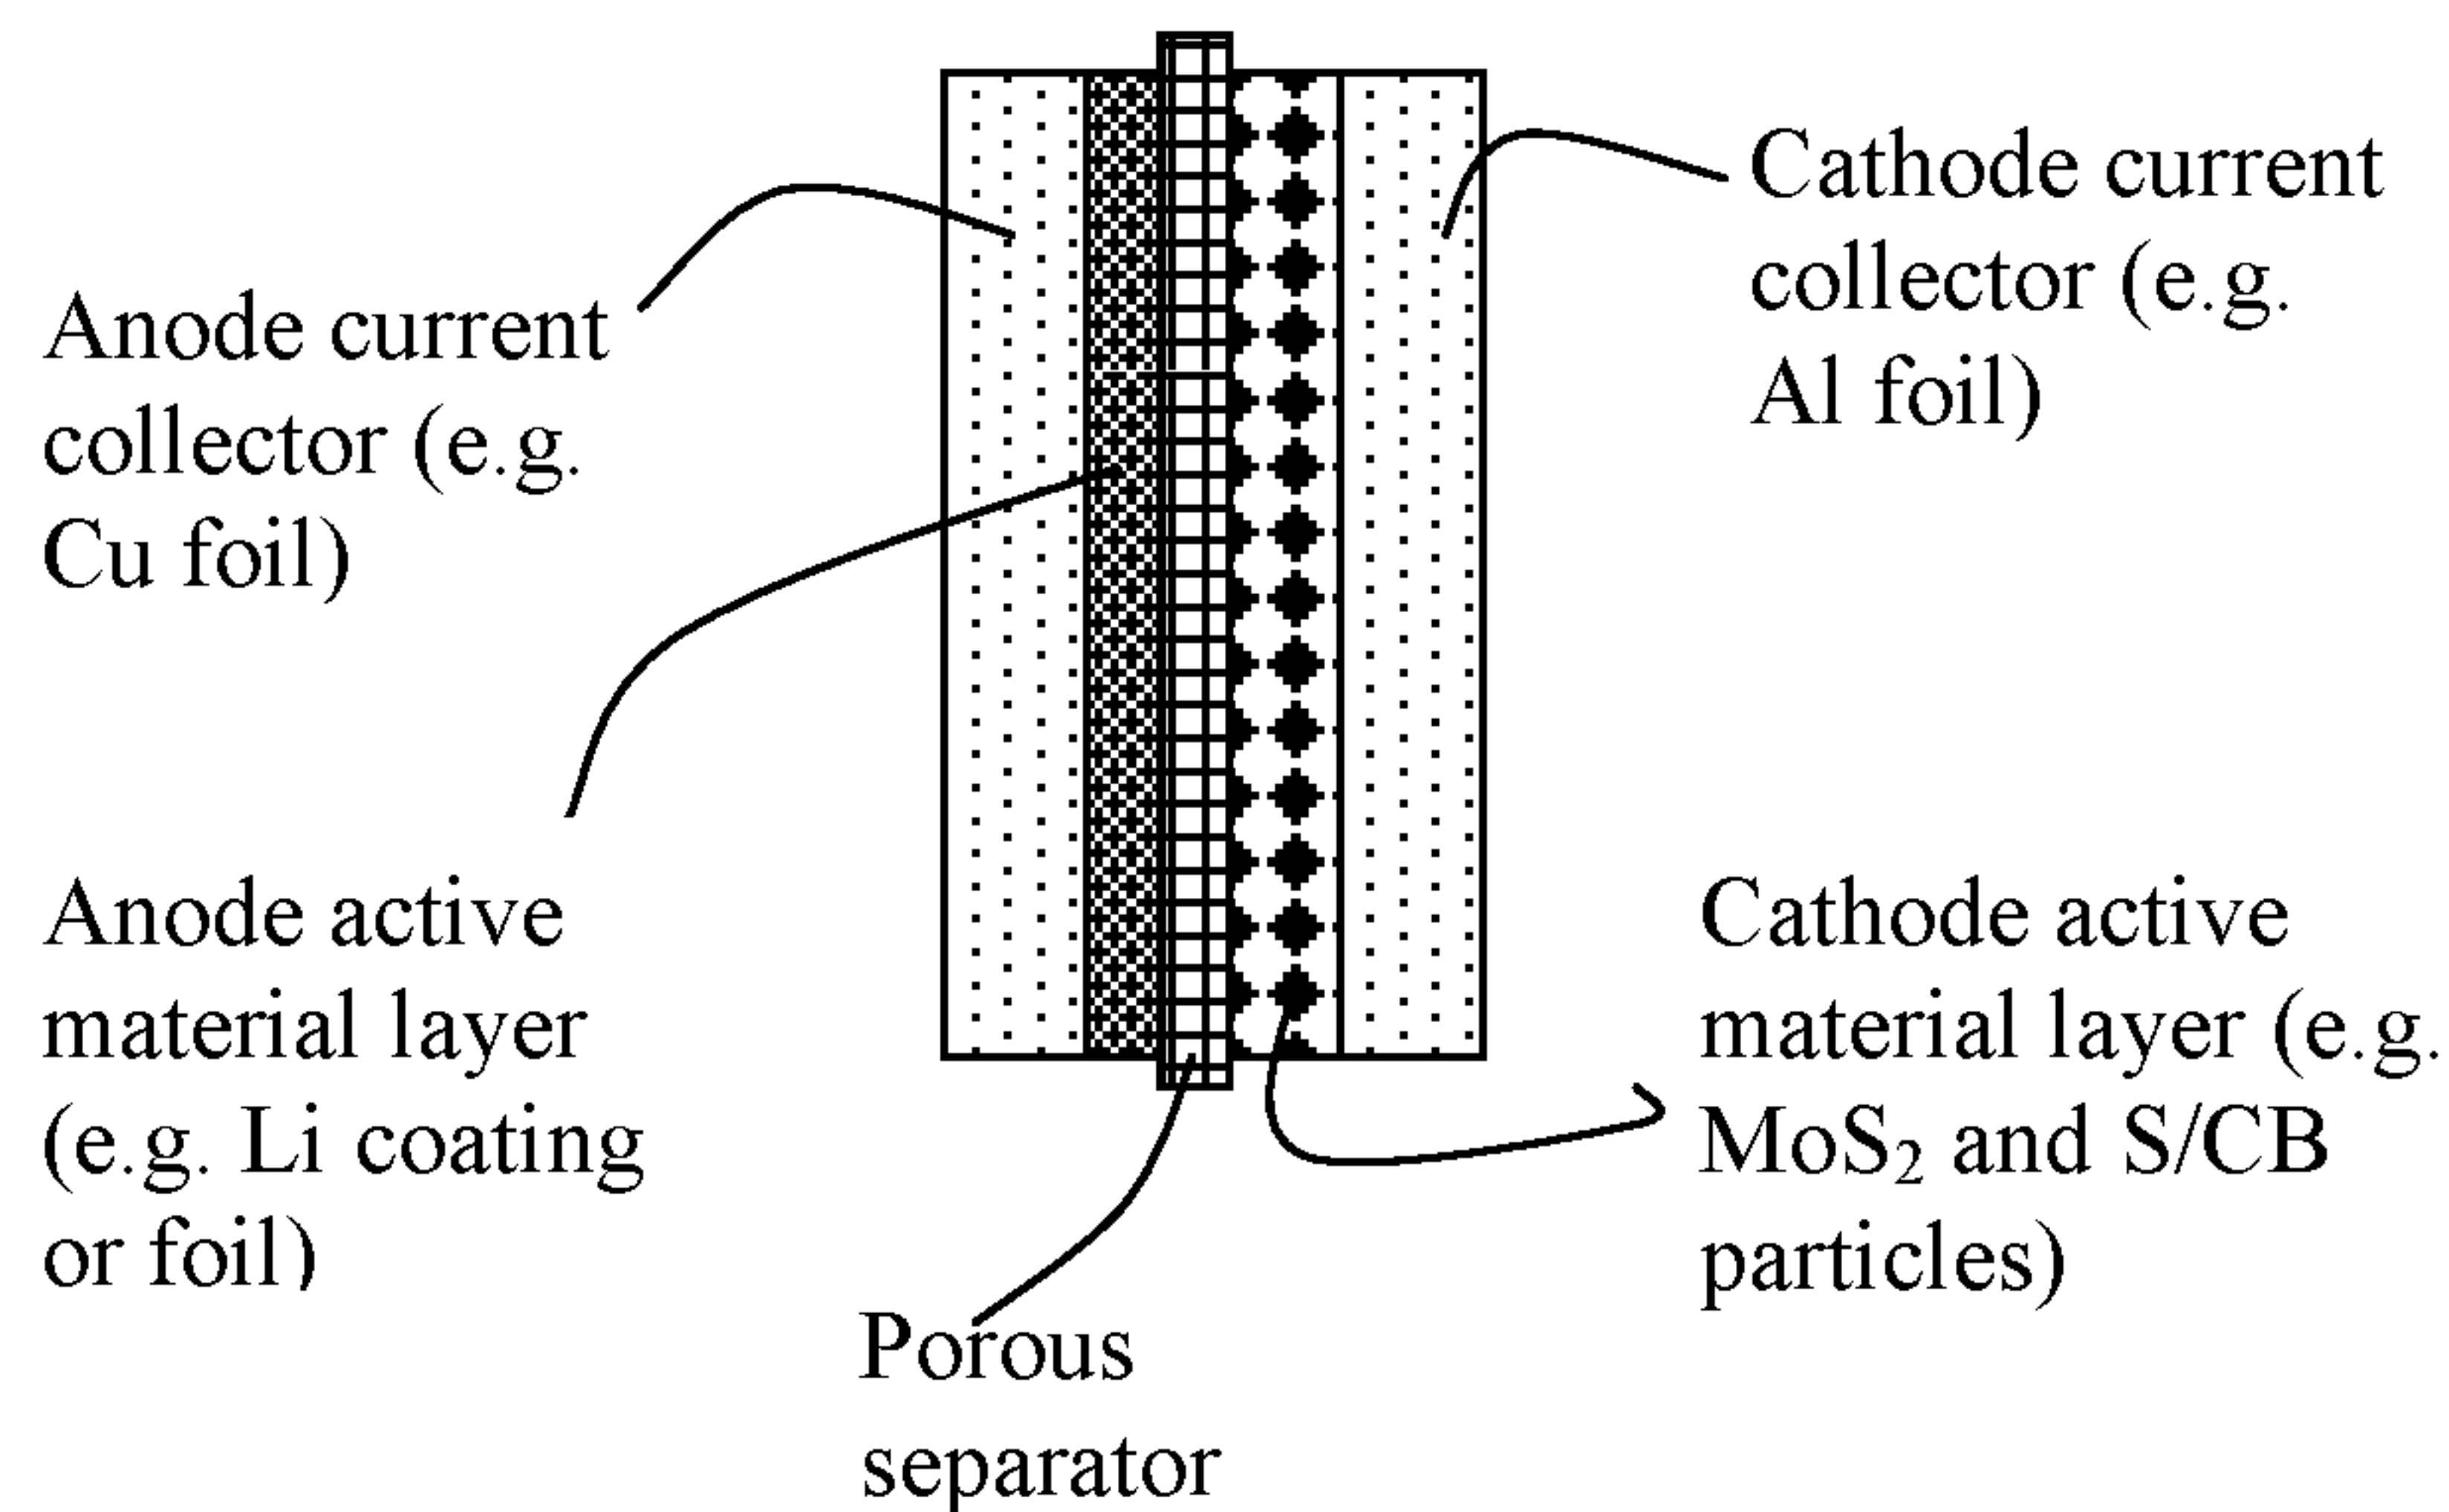 Anode current
collector (e.g.
Cu foil)
Cathode current
collector (e.g.
Al foil)
Anode active
material layer
(e.g. Li coating
or foil)
Cathode active
material layer (e.g.
MoS₂ and S/CB
particles)
Porous
separator